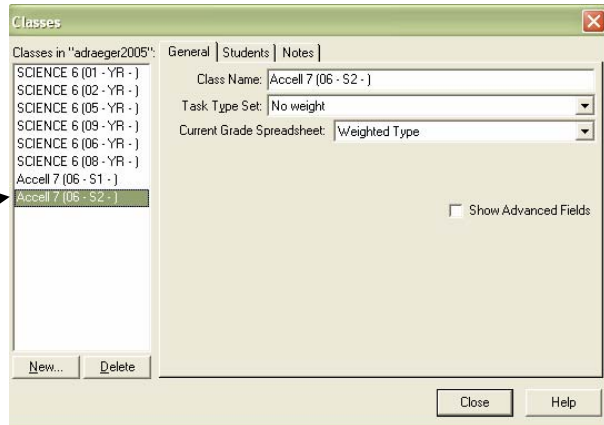 Classes
Classes in "adraeger2005":
SCIENCE 6 (01 - YR - )
SCIENCE 6 (02 - YR - )
SCIENCE 6 (05 - YR - )
SCIENCE 6 (09 - YR - )
SCIENCE 6 (06 - YR - )
SCIENCE 6 (08 - YR - )
Accell 7 (06 - S1 - )
Accell 7 (06 - S2 - )
New...
Delete
General
Students
Notes
Class Name: Accell 7 (06 - S2 - )
Task Type Set: No weight
Current Grade Spreadsheet: Weighted Type
Show Advanced Fields
Close
Help